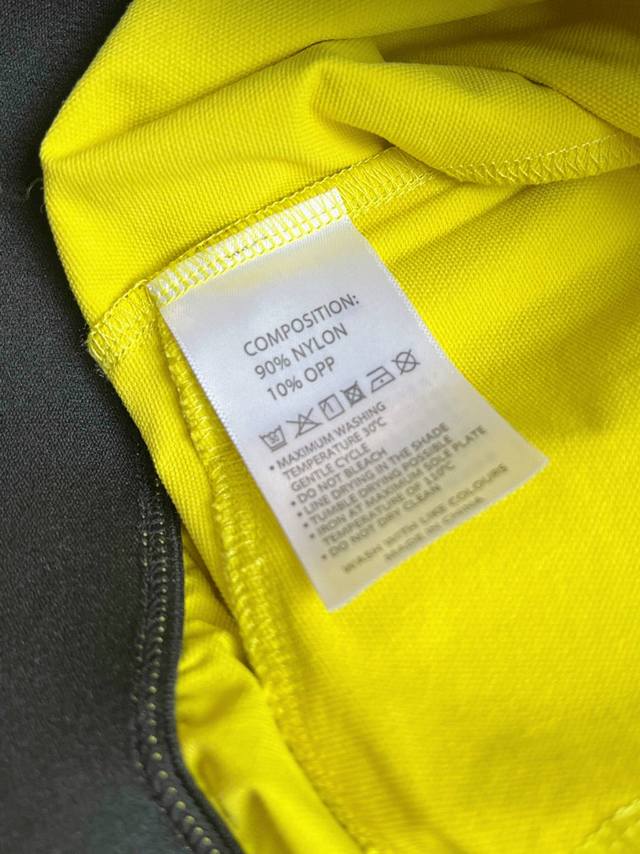 COMPOSITION:
90% NYLON
10% OPP
• MAXIMUM WASHING
TEMPERATURE 30°C
GENTLE CYCLE
• DO NOT BLEACH
• LINE DRYING IN THE SHADE
• TUMBLE DRYING POSSIBLE
• IRON AT MAXIMUM SOLE PLATE
TEMPERATURE OF 110°C
• DO NOT DRY CLEAN
WASH WITH LIKE COLOURS
MADE IN CHINA